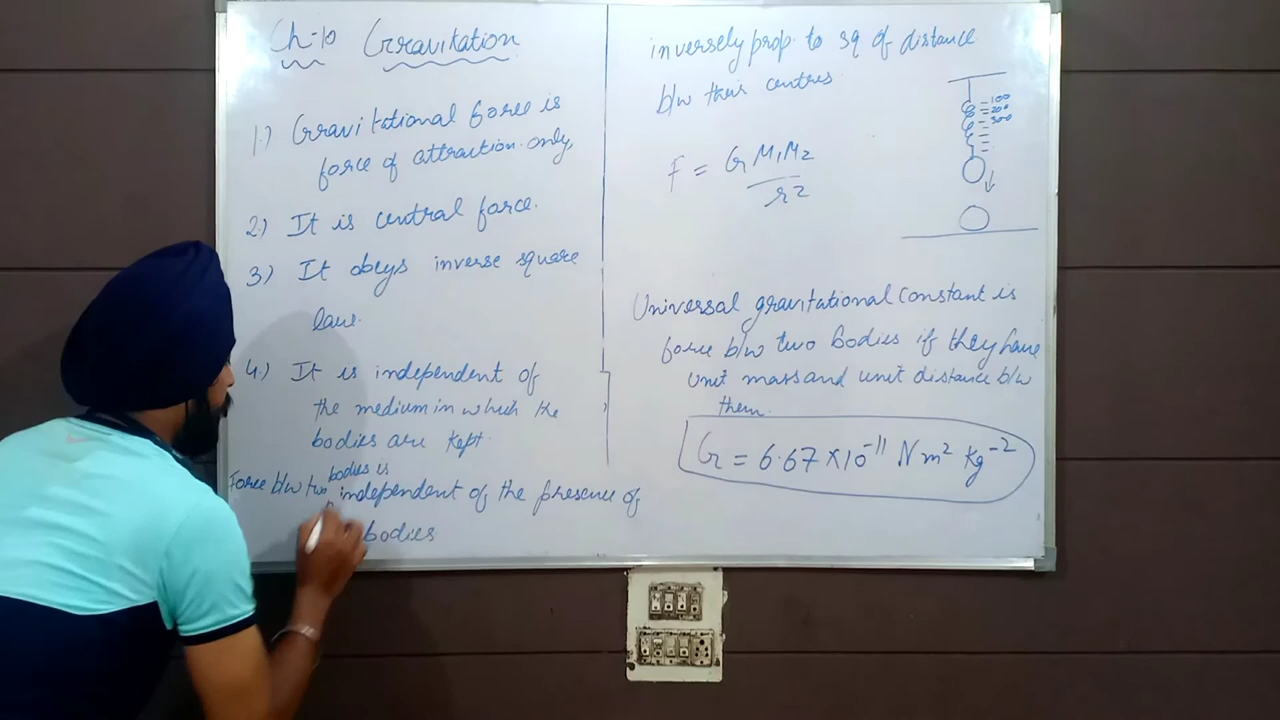 Ch-10 Gravitation
1.) Gravitational force is
force of attraction only,
2.) It is central force.
3) It obeys inverse square
law.
4.) It is independent of
the medium in which the
bodies are kept.
bodies is
Force b/w two independent of the presence of
bodies
inversely prop. to sq of distance
b/w their centres.
100
200
300
F = G M1M2
r2
Universal gravitational constant is
force b/w two bodies if they have
unit mass and unit distance b/w
them.
G = 6.67 × 10⁻¹¹ N m² kg⁻²